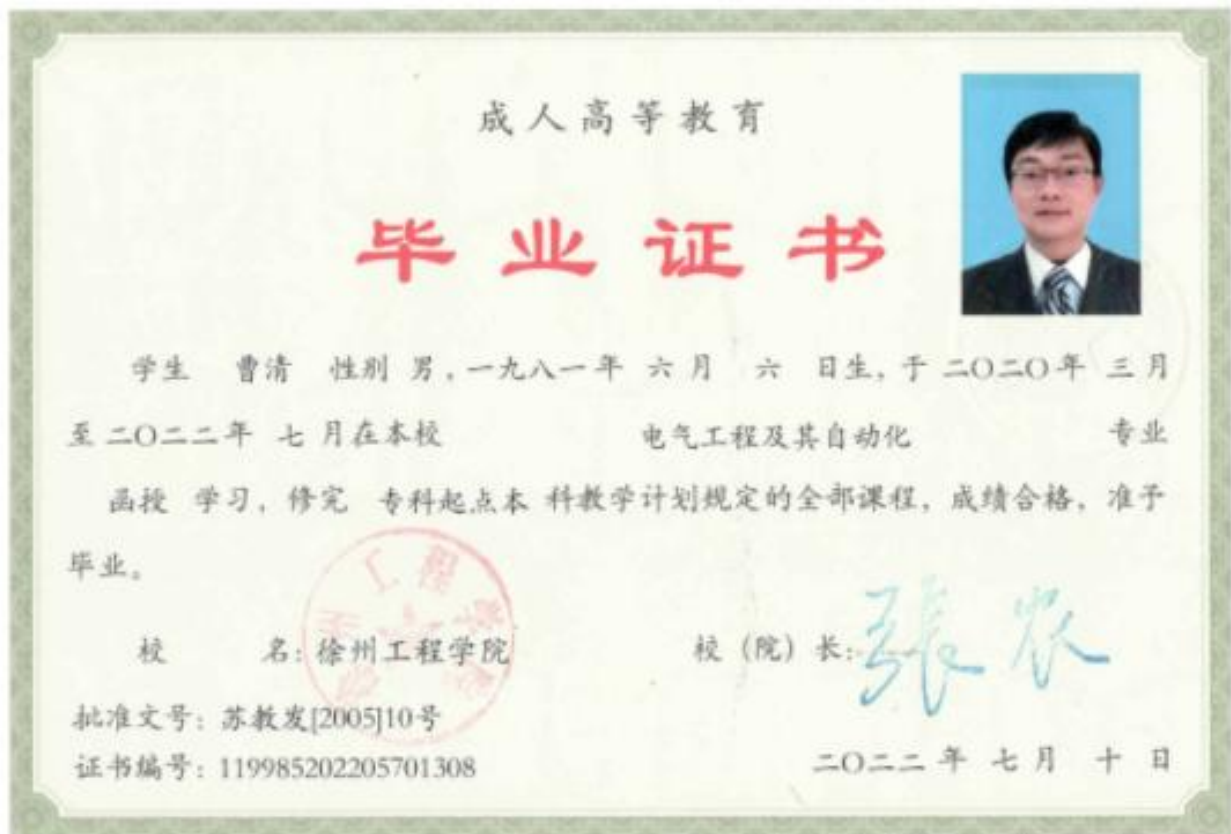 成人高等教育
毕业证书
学生 曹清 性别 男，一九八一年 六月 六 日生，于 二〇二〇年 三月
至 二〇二二年 七 月在本校 电气工程及其自动化 专业
函授 学习，修完 专科起点本 科教学计划规定的全部课程，成绩合格，准予
毕业。
校 名：徐州工程学院 校（院）长：张农
批准文号：苏教发[2005]10号
证书编号：119985202205701308 二〇二二 年 七 月 十 日